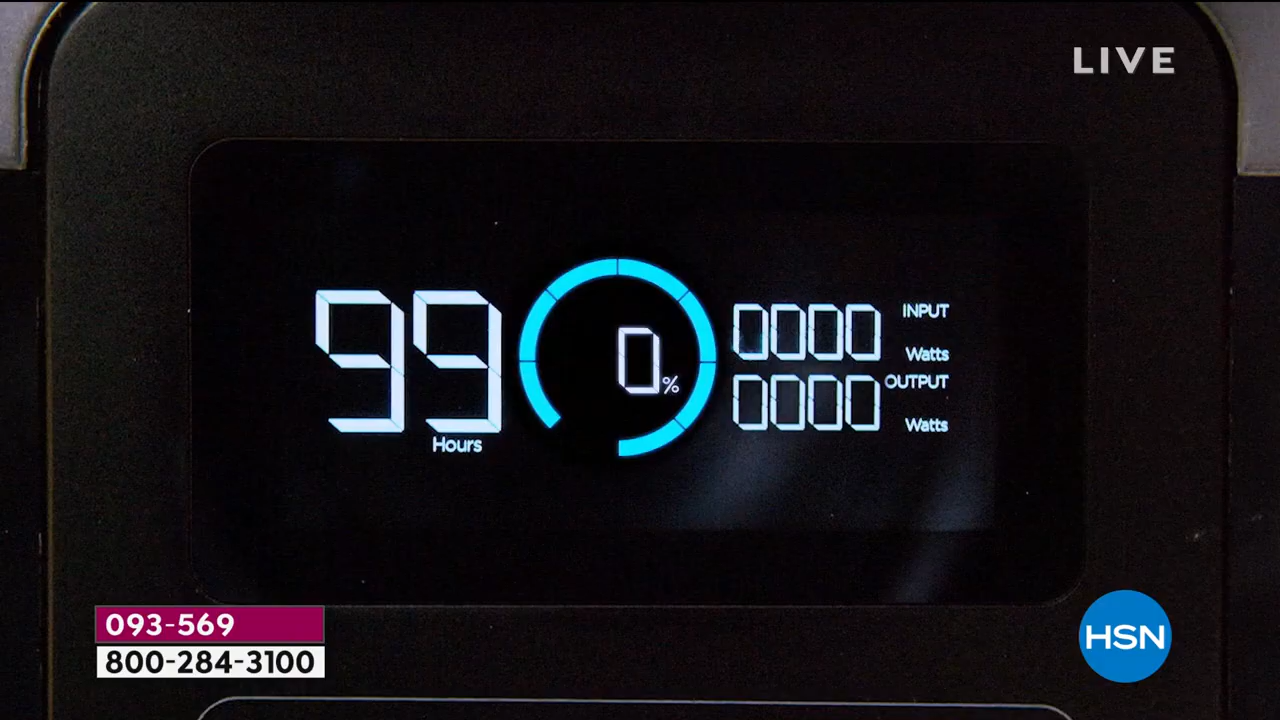 LIVE
99
Hours
0%
0000 INPUT
Watts
0000 OUTPUT
Watts
093-569
800-284-3100
HSN